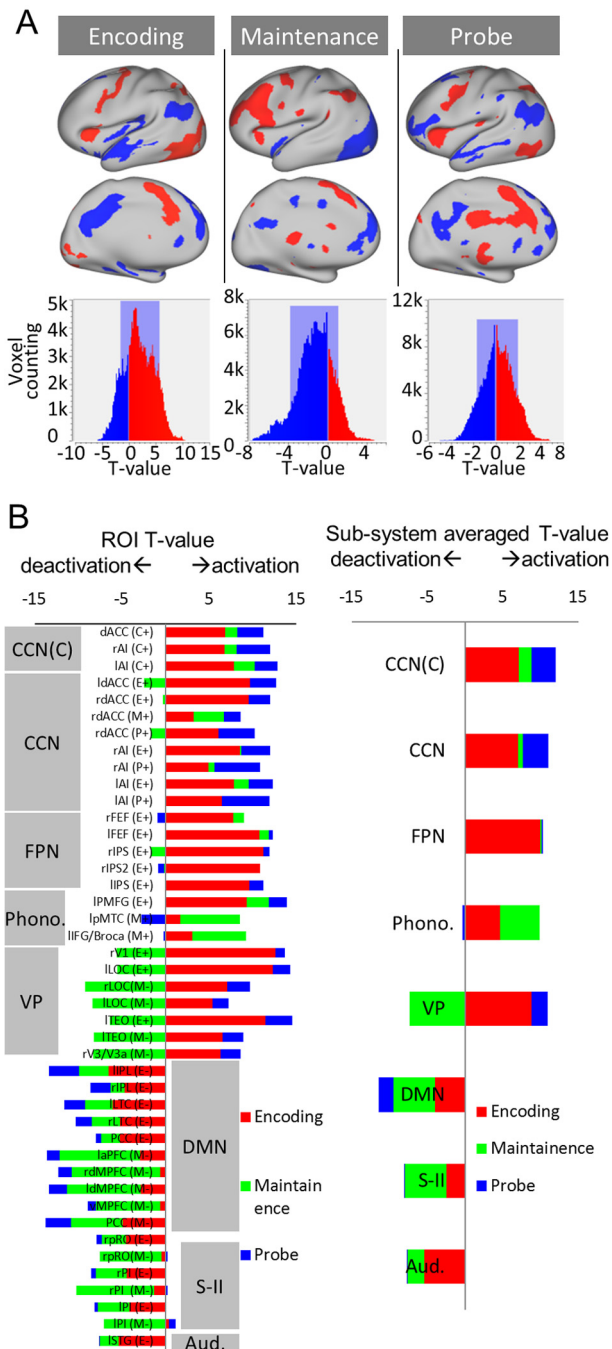 A
Encoding
Maintenance
Probe
5k
4k
3k
2k
1k
0
Voxel counting
-10 -5 0 5 10 15
T-value
8k
6k
4k
2k
0
-8 -4 0 4
T-value
12k
8k
4k
0
-6 -4 -2 0 2 4 6 8
T-value
B
ROI T-value
deactivation← →activation
-15 -5 5 15
CCN(C)
dACC (C+)
rAI (C+)
lAI (C+)
CCN
ldACC (E+)
rdACC (E+)
rdACC (M+)
rdACC (P+)
rAI (E+)
rAI (P+)
lAI (E+)
lAI (P+)
FPN
rFEF (E+)
lFEF (E+)
rIPS (E+)
rIPS2 (E+)
lIPS (E+)
Phono.
lPMFG (E+)
lpMTC (M+)
lIFG/Broca (M+)
VP
rV1 (E+)
lLOC (E+)
rLOC(M-)
lLOC (M-)
lTEO (E+)
lTEO (M-)
rV3/V3a (M-)
DMN
lIPL (E-)
rIPL (E-)
lLTC (E-)
rLTC (E-)
PCC (E-)
laPFC (M-)
rdMPFC (M-)
ldMPFC (M-)
vMPFC (M-)
PCC (M-)
S-II
rpRO (E-)
rpRO(M-)
rPI (E-)
rPI (M-)
lPI (E-)
lPI (M-)
Aud.
lSTG (E-)
Encoding
Maintain
ence
Probe
Sub-system averaged T-value
deactivation← →activation
-15 -5 5 15
CCN(C)
CCN
FPN
Phono.
VP
DMN
S-II
Aud.
Encoding
Maintainence
Probe